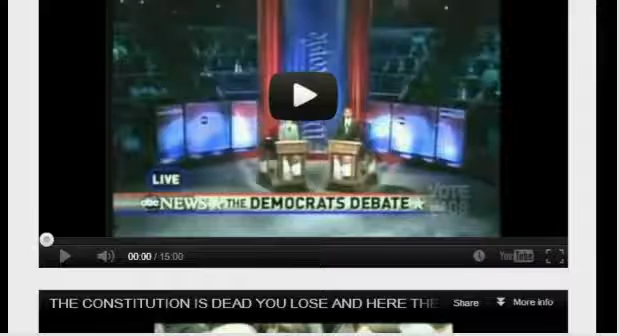 LIVE
abc NEWS THE DEMOCRATS DEBATE
VOTE
08
00:00 / 15:00
YouTube
THE CONSTITUTION IS DEAD YOU LOSE AND HERE THE
Share
More info